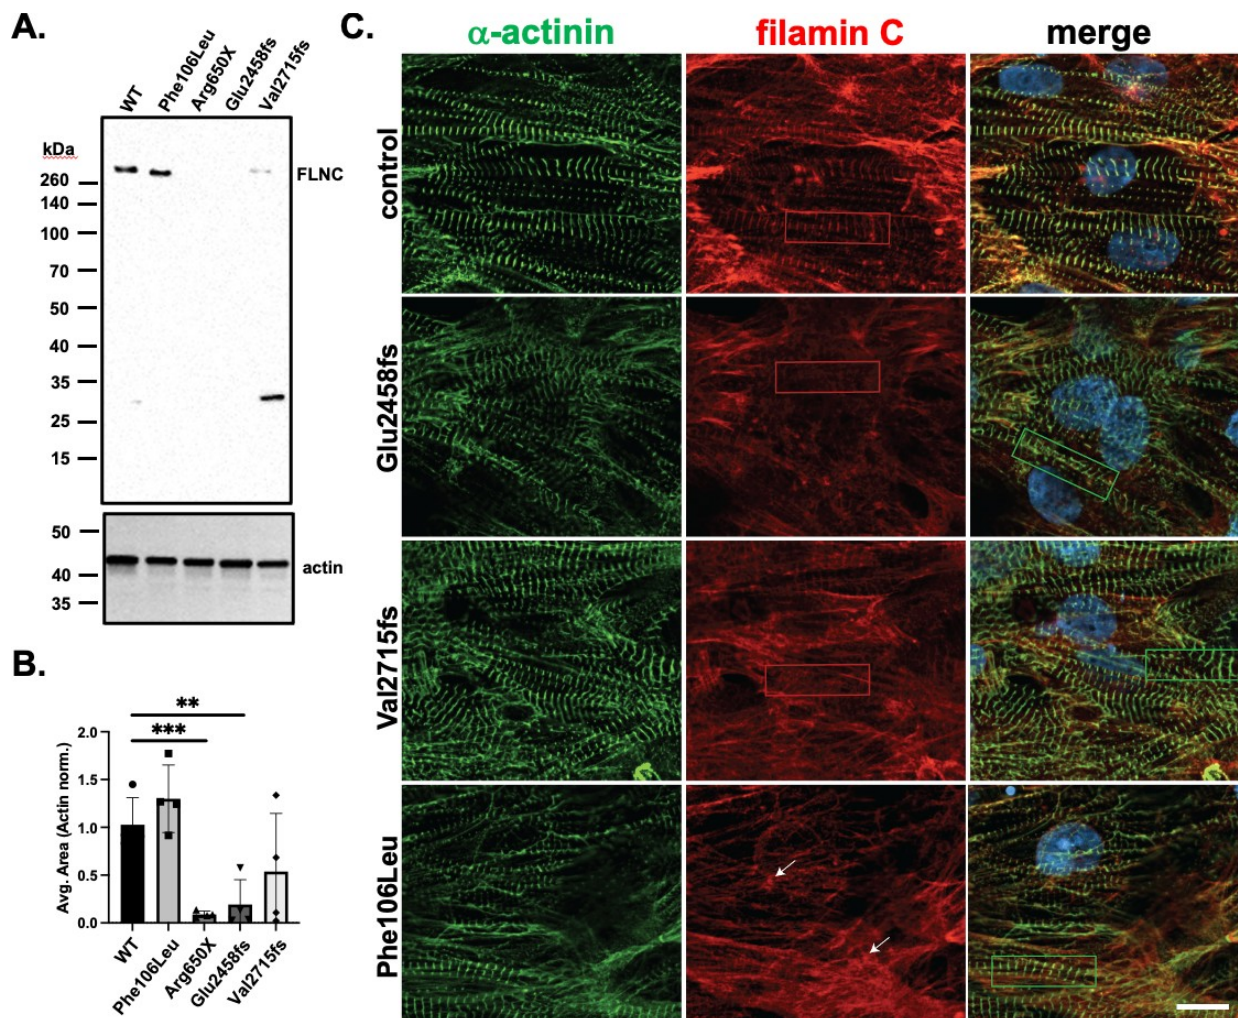 A.
WT
Phe106Leu
Arg650X
Glu2458fs
Val2715fs
kDa
260
140
100
70
50
40
35
25
15
FLNC
50
40
35
actin
B.
**
***
Avg. Area (Actin norm.)
2.0
1.5
1.0
0.5
0.0
WT
Phe106Leu
Arg650X
Glu2458fs
Val2715fs
C.
α-actinin filamin C merge
control
Glu2458fs
Val2715fs
Phe106Leu